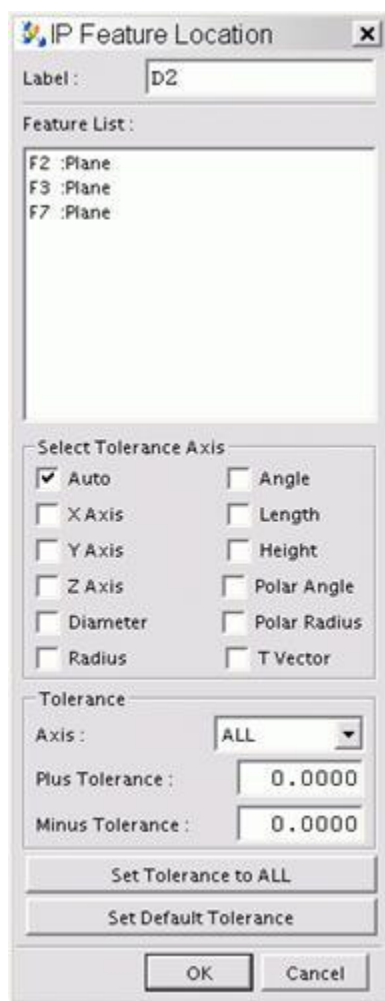 IP Feature Location
Label : D2
Feature List :
F2 :Plane
F3 :Plane
F7 :Plane
Select Tolerance Axis
Auto Angle
X Axis Length
Y Axis Height
Z Axis Polar Angle
Diameter Polar Radius
Radius T Vector
Tolerance
Axis : ALL
Plus Tolerance : 0.0000
Minus Tolerance : 0.0000
Set Tolerance to ALL
Set Default Tolerance
OK Cancel